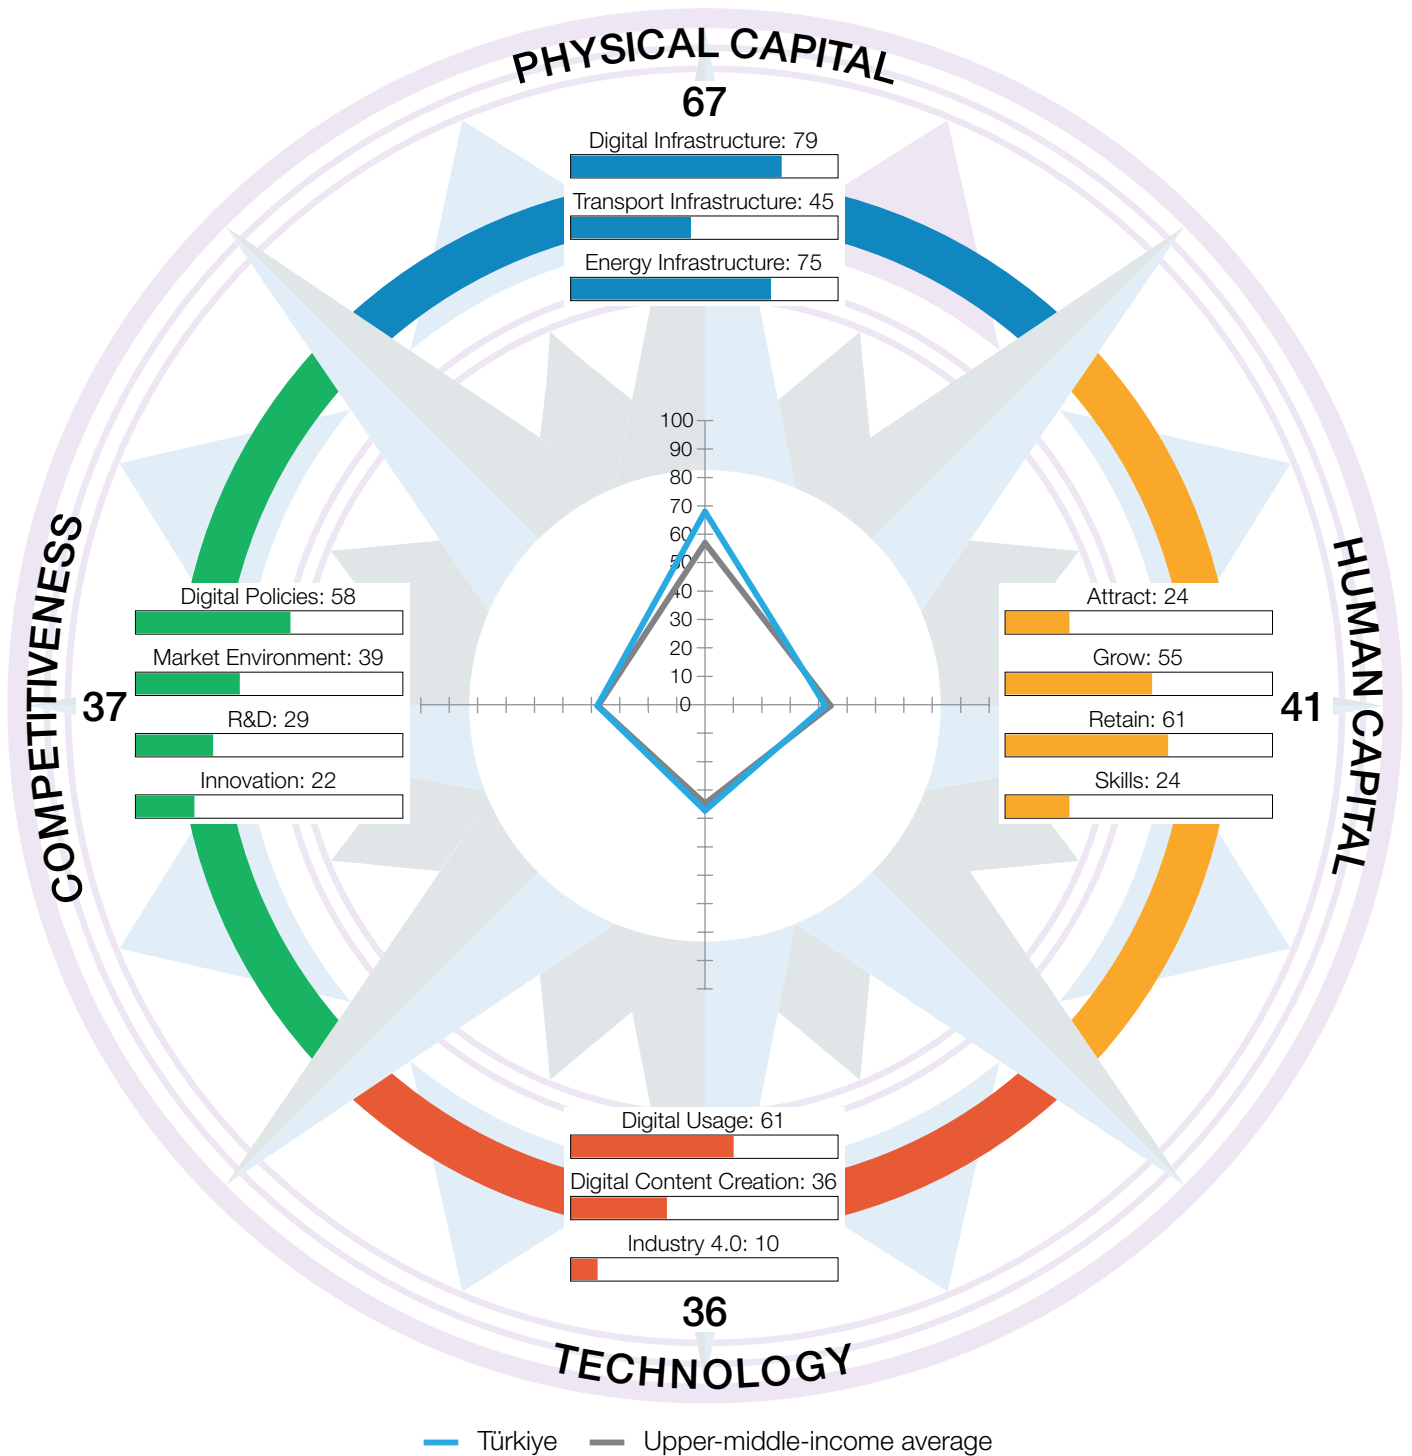 PHYSICAL CAPITAL
67
Digital Infrastructure: 79
Transport Infrastructure: 45
Energy Infrastructure: 75
100
90
80
70
60
50
40
30
20
10
0
COMPETITIVENESS
37
Digital Policies: 58
Market Environment: 39
R&D: 29
Innovation: 22
HUMAN CAPITAL
41
Attract: 24
Grow: 55
Retain: 61
Skills: 24
Digital Usage: 61
Digital Content Creation: 36
Industry 4.0: 10
36
TECHNOLOGY
Türkiye
Upper-middle-income average